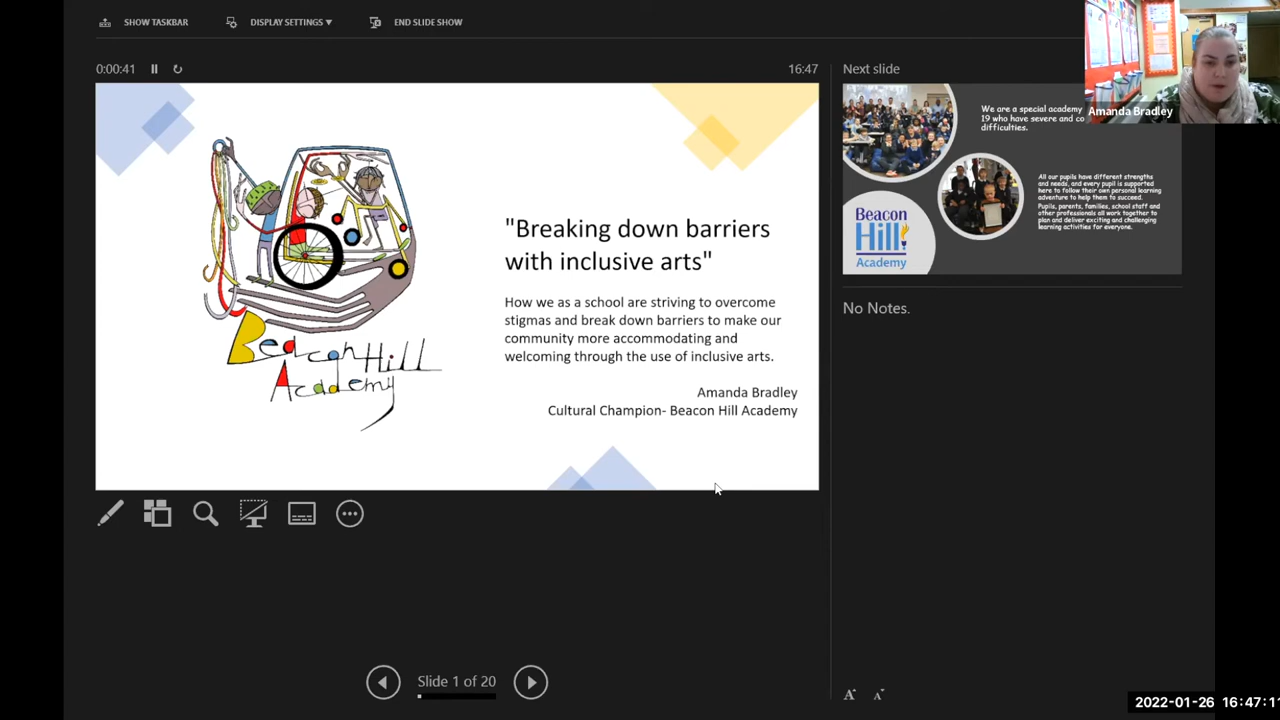 SHOW TASKBAR
DISPLAY SETTINGS ▼
END SLIDE SHOW
0:00:41
16:47
Next slide
Amanda Bradley
"Breaking down barriers
with inclusive arts"
How we as a school are striving to overcome
stigmas and break down barriers to make our
community more accommodating and
welcoming through the use of inclusive arts.
Amanda Bradley
Cultural Champion- Beacon Hill Academy
Beacon Hill
Academy
We are a special academy
19 who have severe and co
difficulties.
All our pupils have different strengths
and needs, and every pupil is supported
here to follow their own personal learning
adventure to help them to succeed.
Pupils, parents, families, school staff and
other professionals all work together to
plan and deliver exciting and challenging
learning activities for everyone.
Beacon
Hill
Academy
No Notes.
Slide 1 of 20
A A
2022-01-26 16:47:11